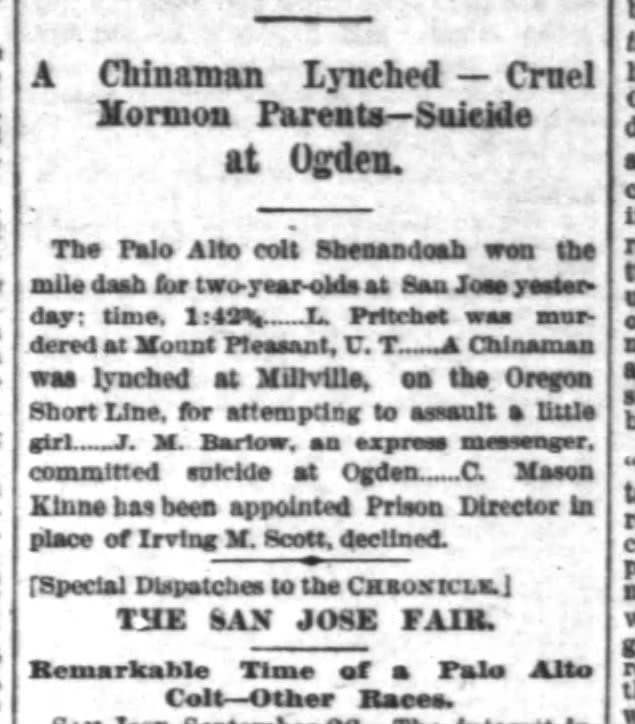 A Chinaman Lynched — Cruel
Mormon Parents—Suicide
at Ogden.
The Palo Alto colt Shenandoah won the
mile dash for two-year-olds at San Jose yester-
day; time, 1:42¾......L. Pritchet was mur-
dered at Mount Pleasant, U. T......A Chinaman
was lynched at Millville, on the Oregon
Short Line, for attempting to assault a little
girl......J. M. Barlow, an express messenger,
committed suicide at Ogden......C. Mason
Kinne has been appointed Prison Director in
place of Irving M. Scott, declined.
[Special Dispatches to the CHRONICLE.]
THE SAN JOSE FAIR.
Remarkable Time of a Palo Alto
Colt—Other Races.